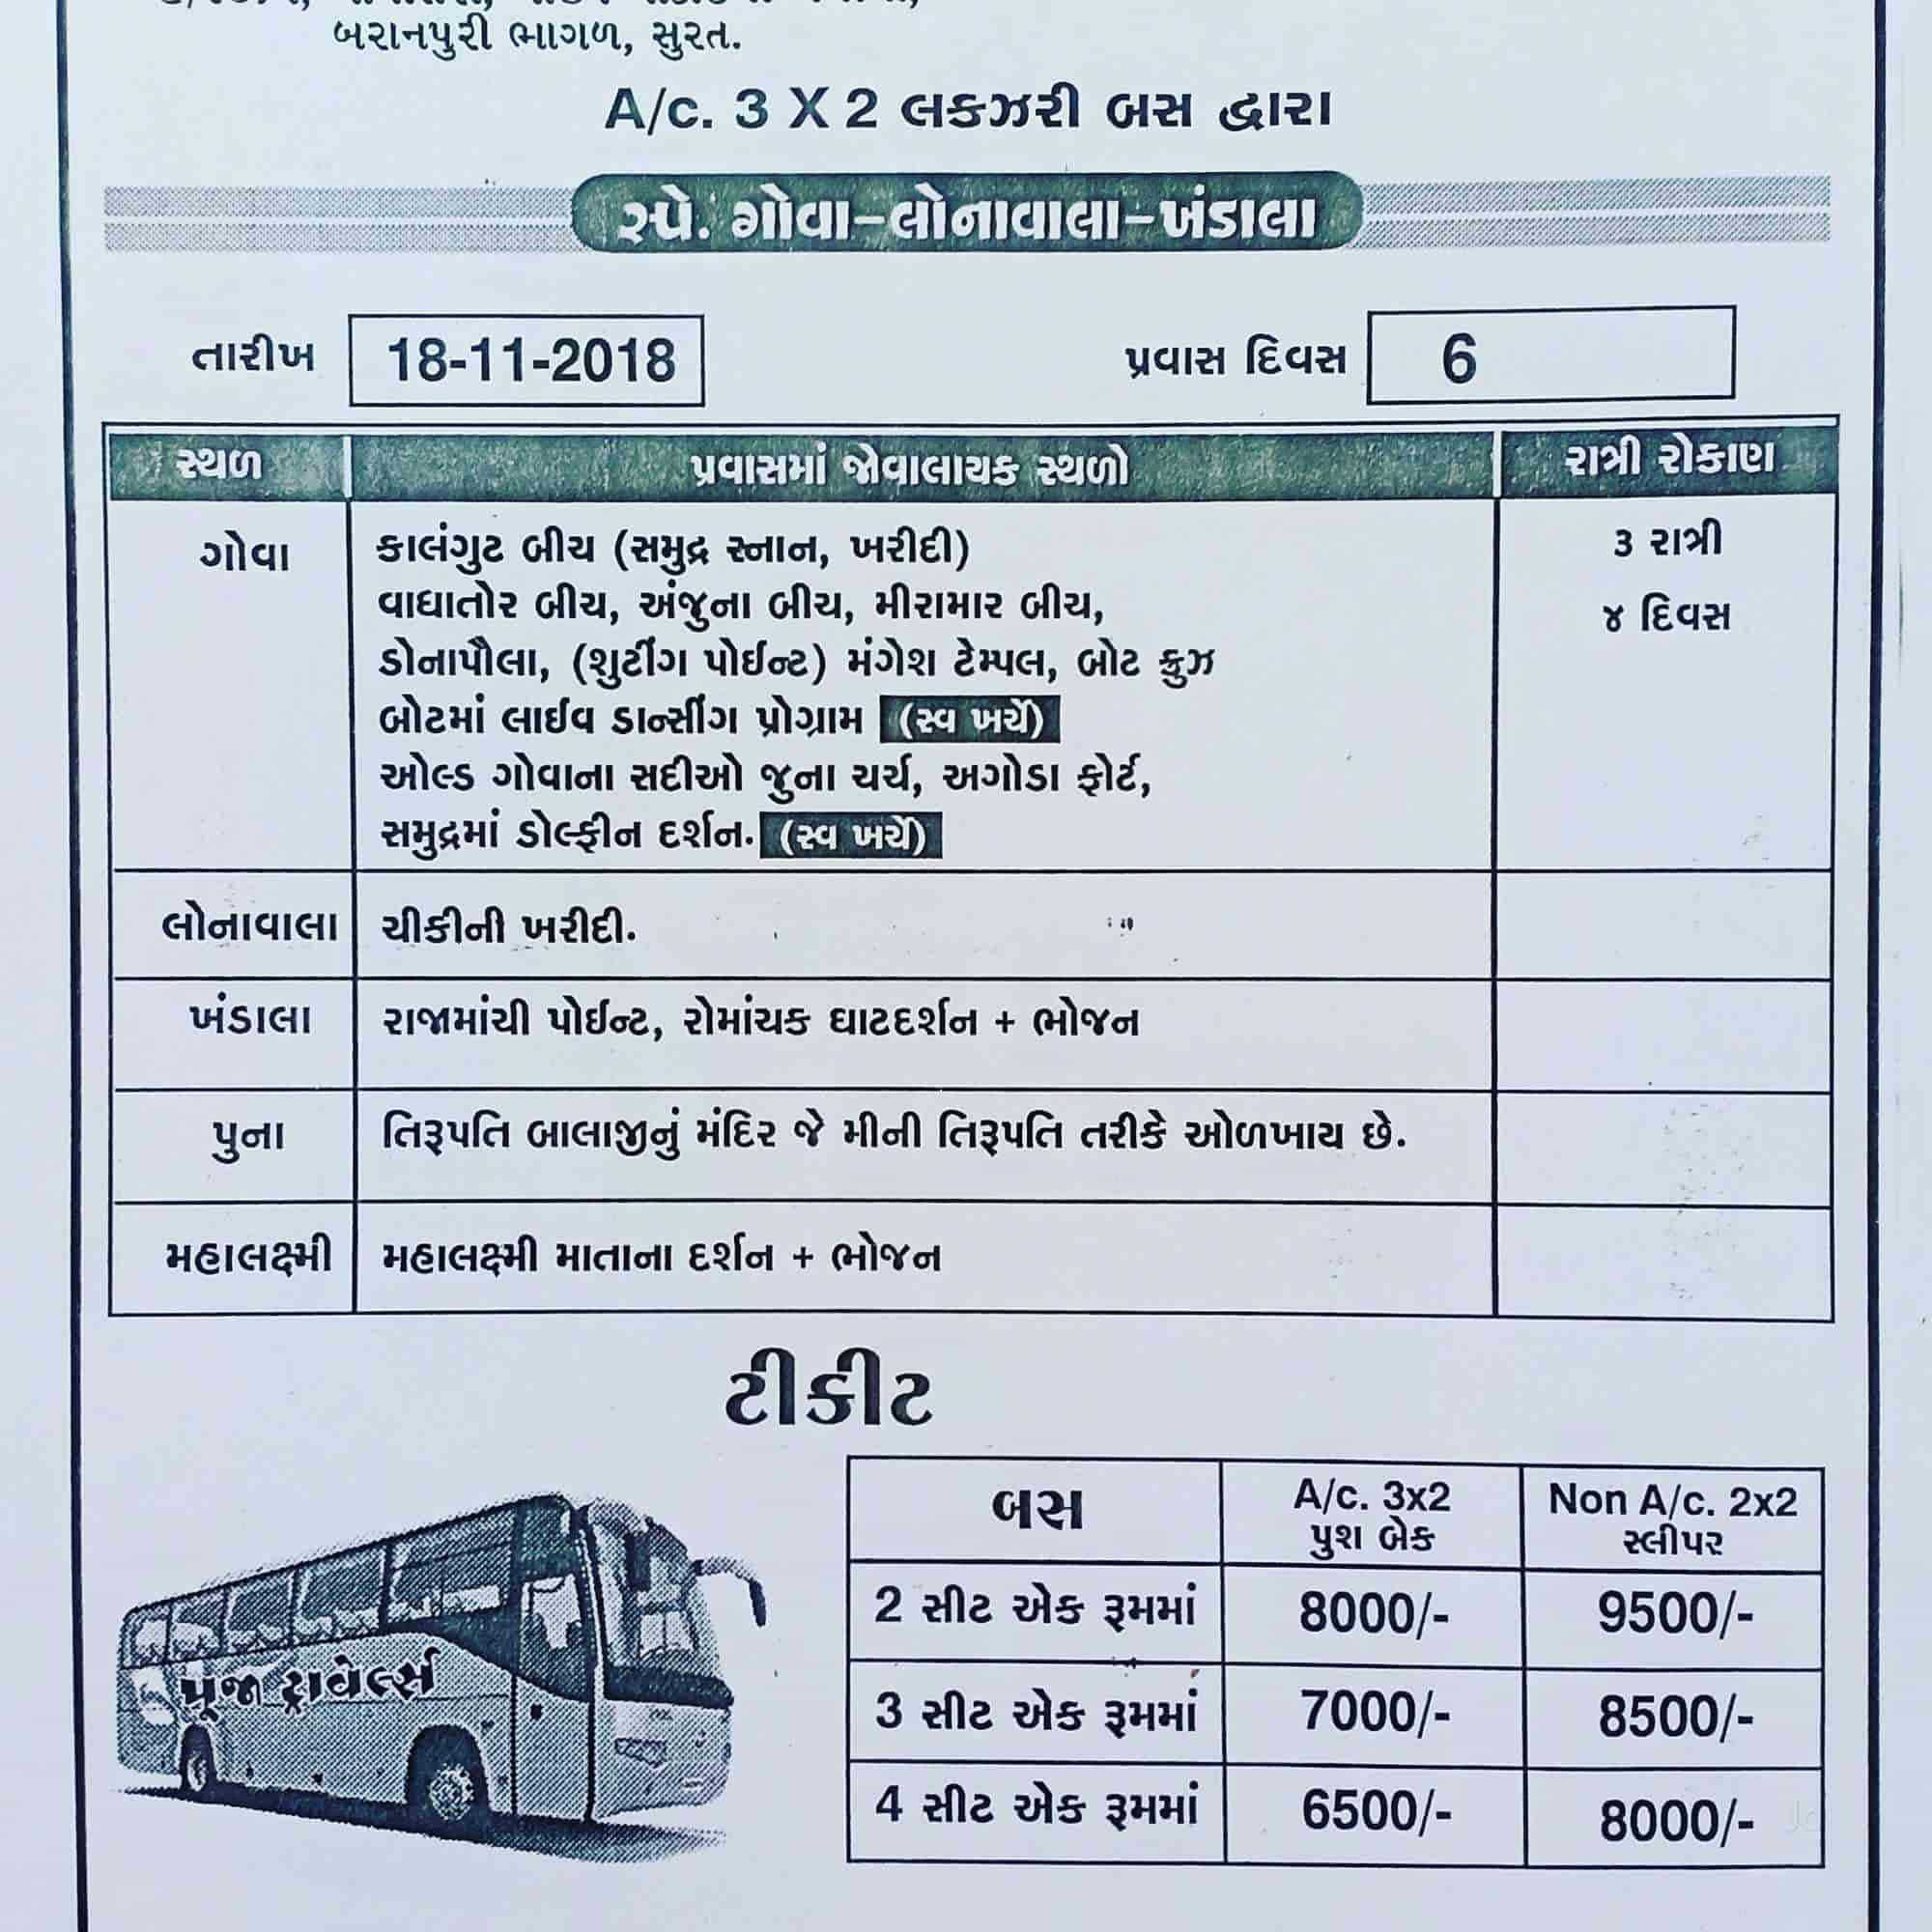 બરાનપુરી ભાગળ, સુરત.
A/c. 3 X 2 લકઝરી બસ દ્વારા
સ્પે. ગોવા-લોનાવાલા-ખંડાલા
તારીખ 18-11-2018 પ્રવાસ દિવસ 6
સ્થળ પ્રવાસમાં જોવાલાયક સ્થળો રાત્રી રોકાણ
ગોવા કાલંગુટ બીચ (સમુદ્ર સ્નાન, ખરીદી) ૩ રાત્રી
વાઘાતોર બીચ, અંજુના બીચ, મીરામાર બીચ, ૪ દિવસ
ડોનાપૌલા, (શુટીંગ પોઈન્ટ) મંગેશ ટેમ્પલ, બોટ ક્રુઝ
બોટમાં લાઈવ ડાન્સીંગ પ્રોગ્રામ (સ્વ ખર્ચે)
ઓલ્ડ ગોવાના સદીઓ જુના ચર્ચ, અગોડા ફોર્ટ,
સમુદ્રમાં ડોલ્ફીન દર્શન. (સ્વ ખર્ચે)
લોનાવાલા ચીકીની ખરીદી.
ખંડાલા રાજામાંચી પોઈન્ટ, રોમાંચક ઘાટદર્શન + ભોજન
પુના તિરૂપતિ બાલાજીનું મંદિર જે મીની તિરૂપતિ તરીકે ઓળખાય છે.
મહાલક્ષ્મી મહાલક્ષ્મી માતાના દર્શન + ભોજન
ટીકીટ
બસ A/c. 3x2 Non A/c. 2x2
પુશ બેક સ્લીપર
2 સીટ એક રૂમમાં 8000/- 9500/-
3 સીટ એક રૂમમાં 7000/- 8500/-
4 સીટ એક રૂમમાં 6500/- 8000/-
પૂજા ટ્રાવેલ્સ